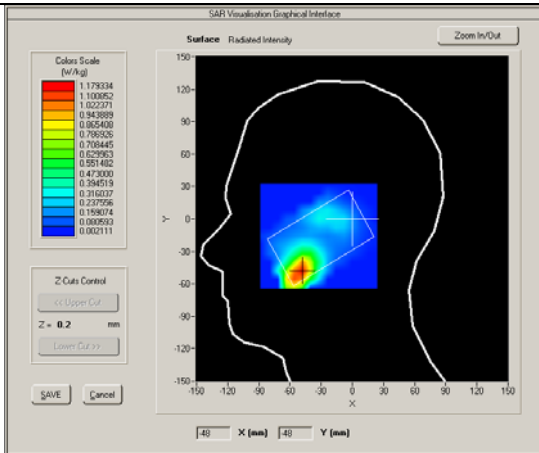 SAR Visualisation Graphical Interface
Surface Radiated Intensity
Zoom In/Out
Colors Scale
(W/kg)
1.179334
1.100852
1.022371
0.943889
0.865408
0.786926
0.708445
0.629963
0.551482
0.473000
0.394519
0.316037
0.237556
0.159074
0.080593
0.002111
Z-Cuts Control
<< Upper Cut
Z = 0.2 mm
Lower Cut >>
SAVE Cancel
150
120
90
60
30
0
-30
-60
-90
-120
-150
Y
-150 -120 -90 -60 -30 0 30 60 90 120 150
X
-48 X (mm) -48 Y (mm)